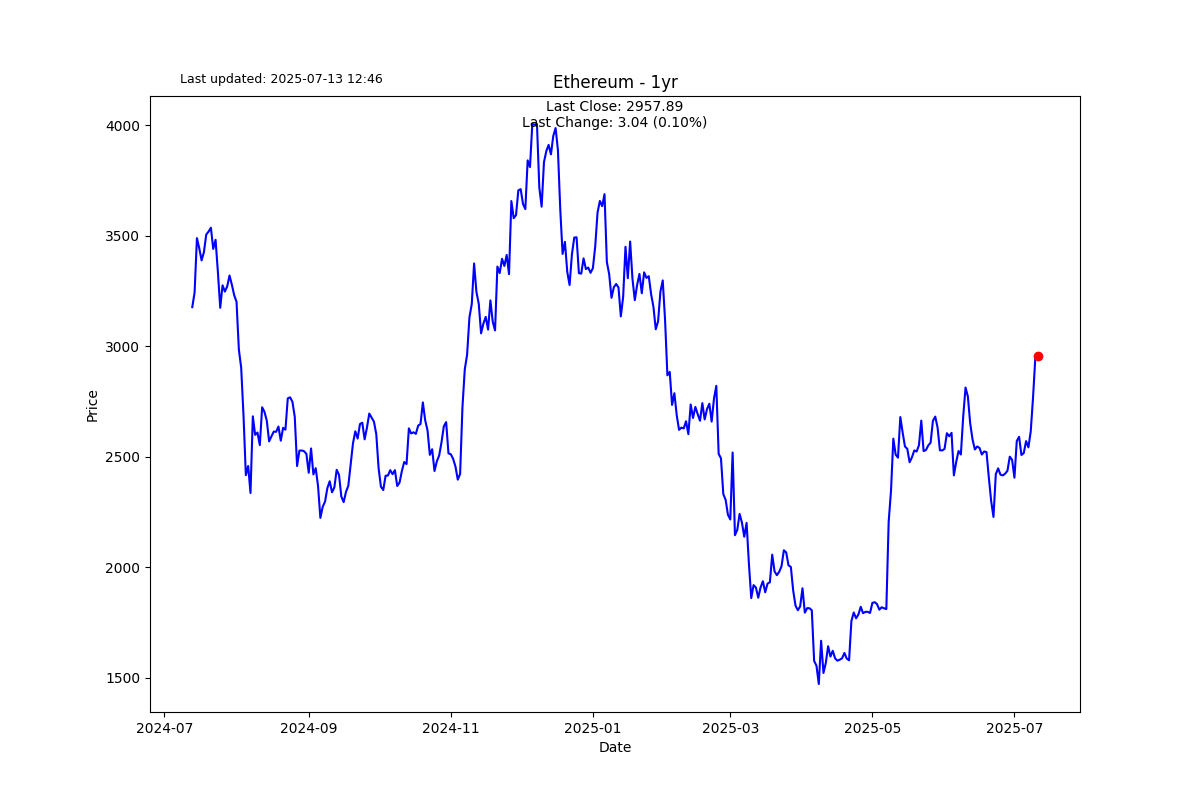 Last updated: 2025-07-13 12:46
Ethereum - 1yr
Last Close: 2957.89
Last Change: 3.04 (0.10%)
4000
3500
3000
2500
2000
1500
Price
2024-07
2024-09
2024-11
2025-01
2025-03
2025-05
2025-07
Date